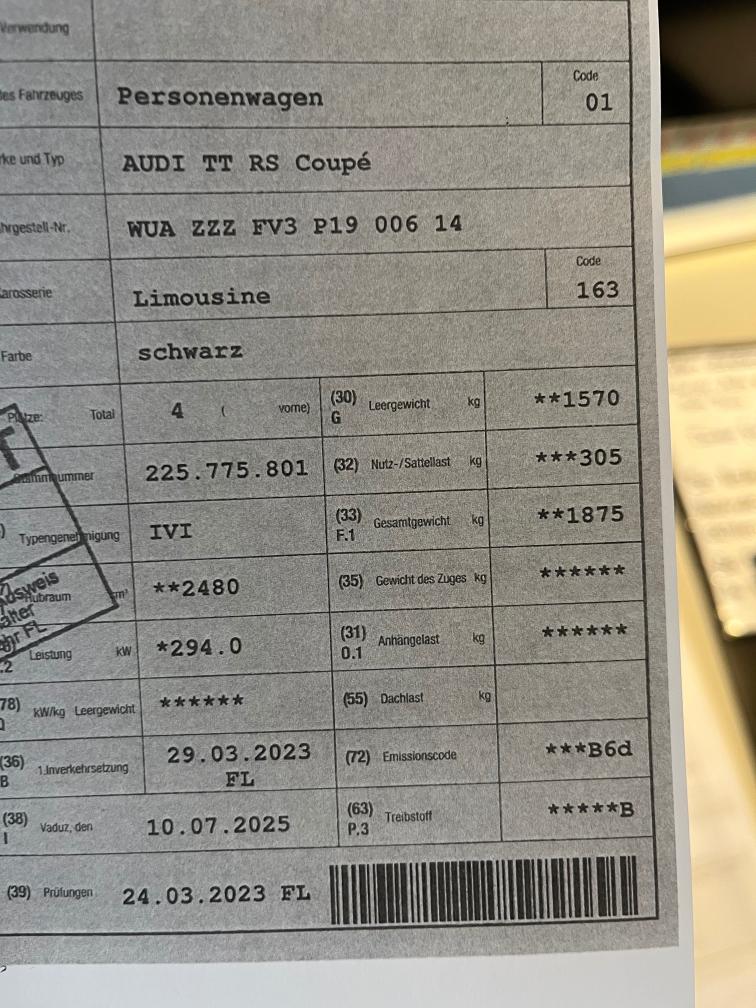 Verwendung
des Fahrzeuges Personenwagen Code 01
rke und Typ AUDI TT RS Coupé
hrgestell-Nr. WUA ZZZ FV3 P19 006 14
arosserie Limousine Code 163
Farbe schwarz
Plätze: Total 4 ( vorne) (30) G Leergewicht kg **1570
Stammnummer 225.775.801 (32) Nutz-/Sattellast kg ***305
) Typengenehmigung IVI (33) F.1 Gesamtgewicht kg **1875
Hubraum cm³ **2480 (35) Gewicht des Zuges kg ******
.2 Leistung kW *294.0 (31) O.1 Anhängelast kg ******
78) kW/kg Leergewicht ****** (55) Dachlast kg
(36) B 1.Inverkehrsetzung 29.03.2023 FL (72) Emissionscode ***B6d
(38) I Vaduz, den 10.07.2025 (63) P.3 Treibstoff *****B
(39) Prüfungen 24.03.2023 FL